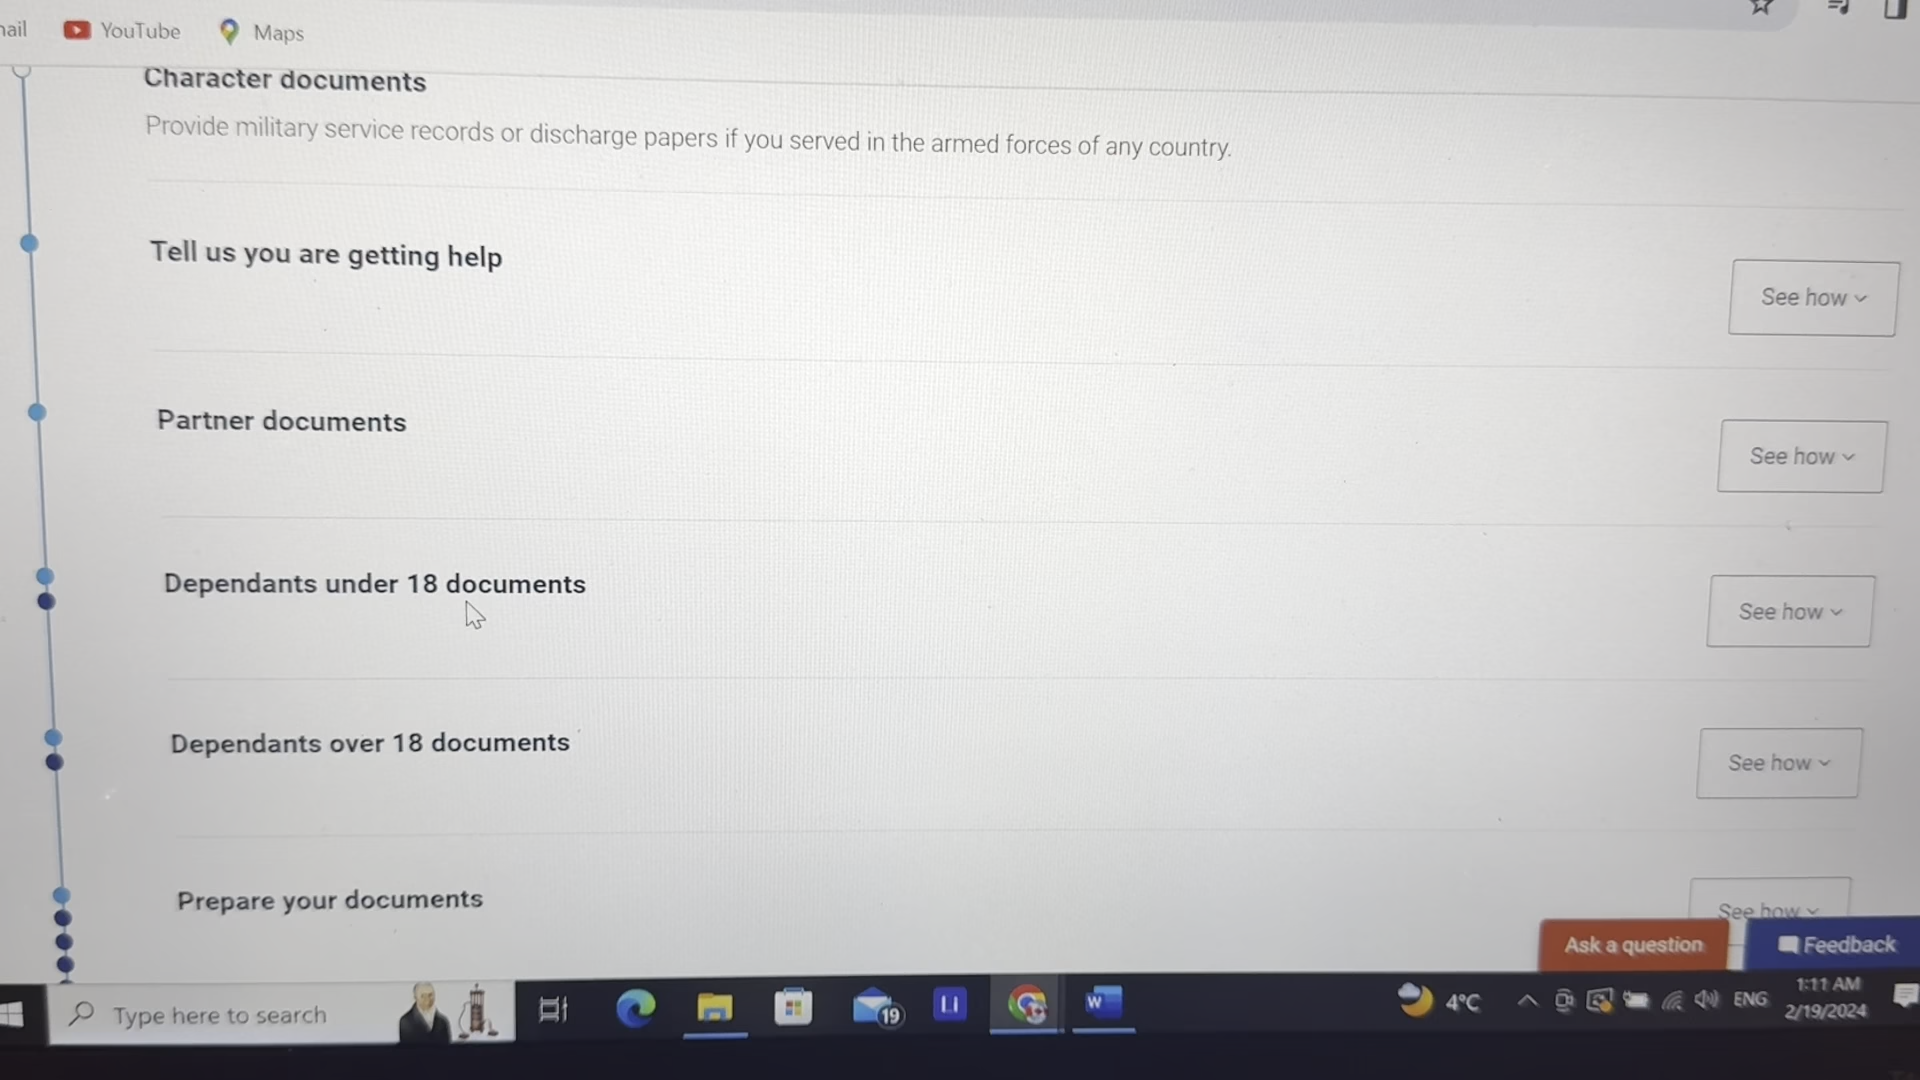 YouTube
Maps
Character documents
Provide military service records or discharge papers if you served in the armed forces of any country.
Tell us you are getting help
See how
Partner documents
See how
Dependants under 18 documents
See how
Dependants over 18 documents
See how
Prepare your documents
See how
Ask a question
Feedback
Type here to search
19
Li
W
4°C
ENG
1:11 AM
2/19/2024